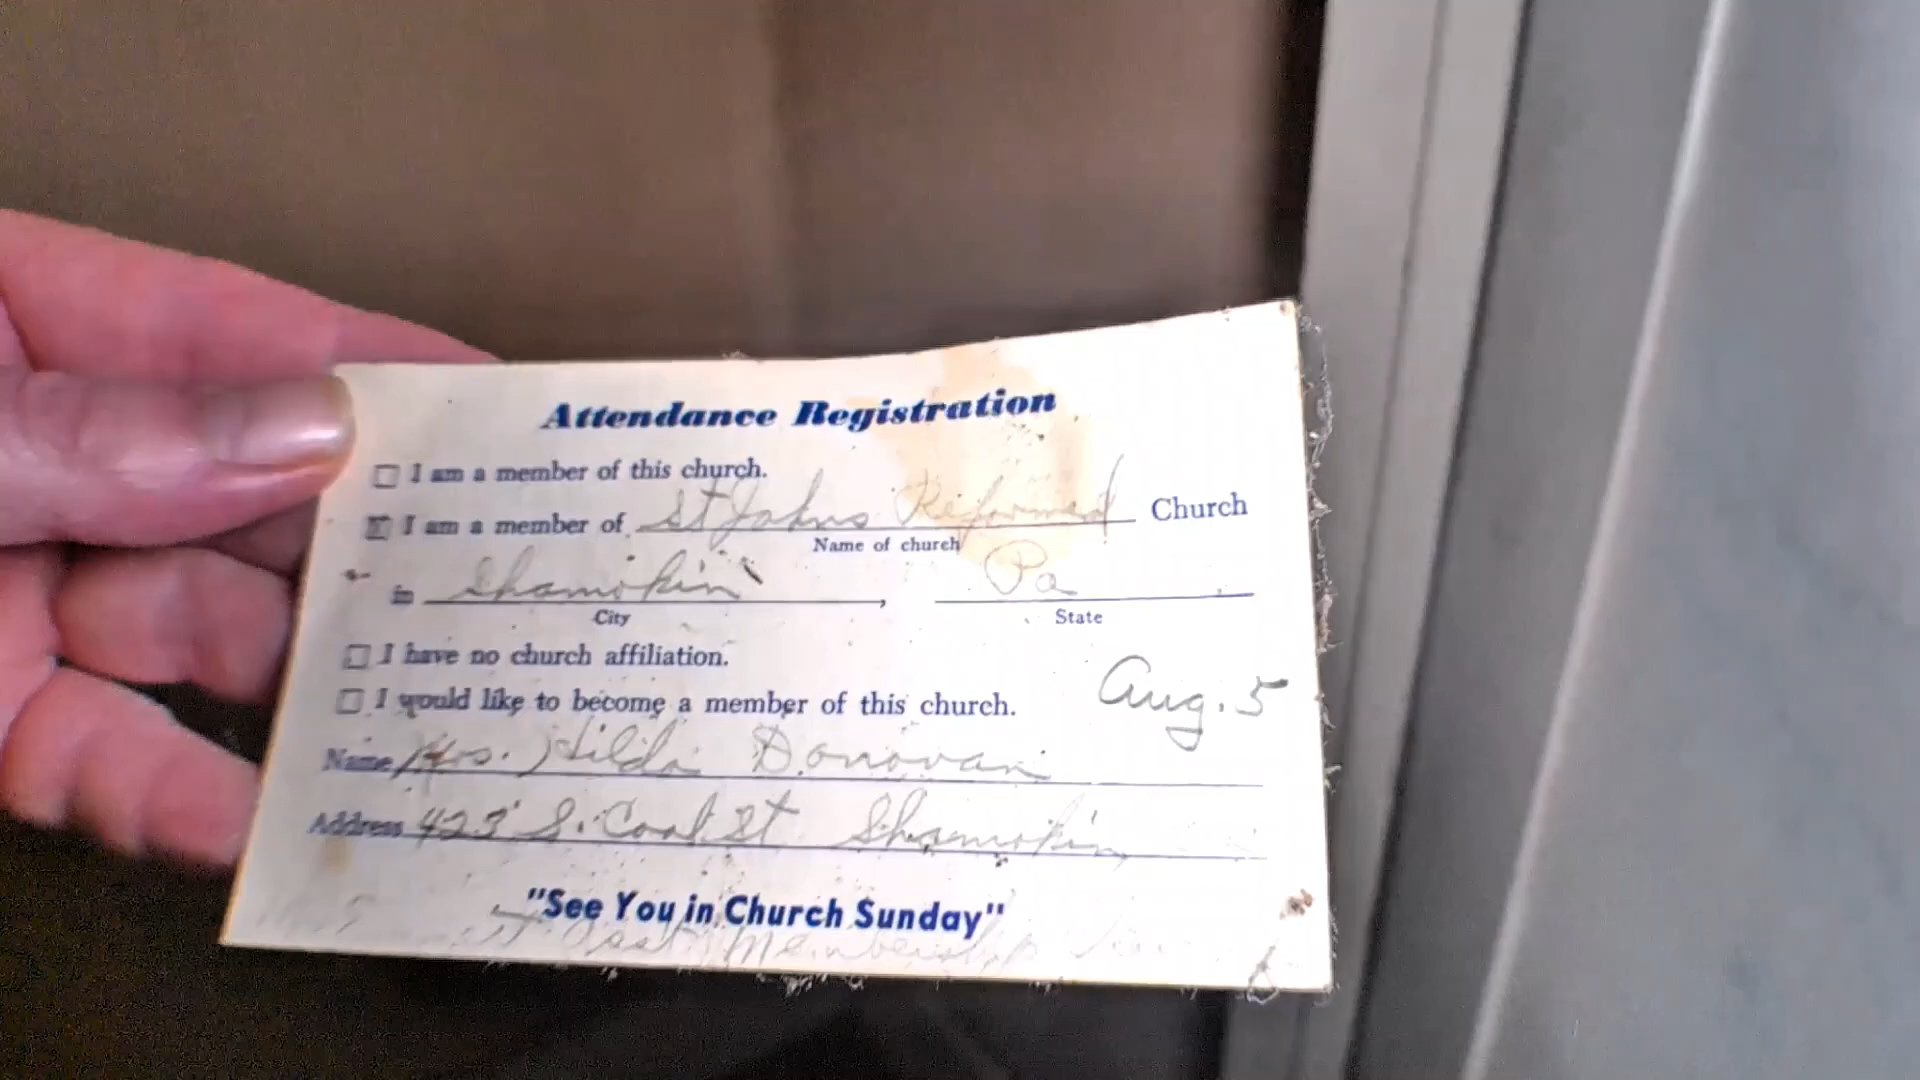 Attendance Registration
☐ I am a member of this church.
☑ I am a member of St Johns Reformed Church
Name of church
in Shamokin, Pa
City State
☐ I have no church affiliation.
☐ I would like to become a member of this church.
Aug. 5
Name Mrs. Hilda Donovan
Address 423 S. Coal St Shamokin
"See You in Church Sunday"
Membership